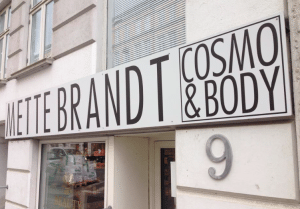 METTE BRANDT
COSMO
& BODY
9